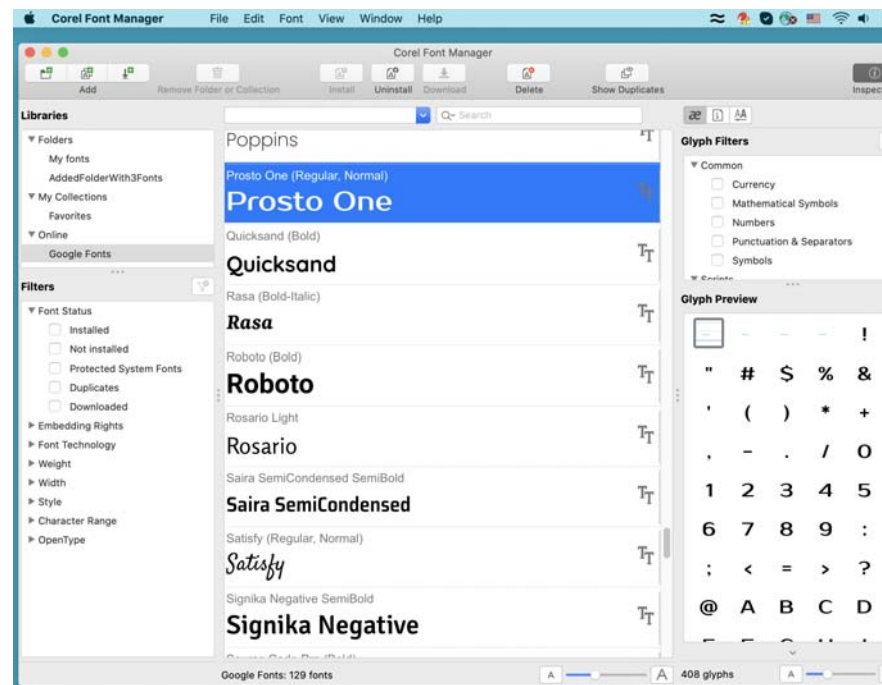 Corel Font Manager File Edit Font View Window Help
Corel Font Manager
Add Remove Folder or Collection Install Uninstall Download Delete Show Duplicates Inspec
Libraries
Folders
My fonts
AddedFolderWith3Fonts
My Collections
Favorites
Online
Google Fonts
Filters
Font Status
Installed
Not installed
Protected System Fonts
Duplicates
Downloaded
Embedding Rights
Font Technology
Weight
Width
Style
Character Range
OpenType
Search
Poppins
Prosto One (Regular, Normal)
Prosto One
Quicksand (Bold)
Quicksand
Rasa (Bold-Italic)
Rasa
Roboto (Bold)
Roboto
Rosario Light
Rosario
Saira SemiCondensed SemiBold
Saira SemiCondensed
Satisfy (Regular, Normal)
Satisfy
Signika Negative SemiBold
Signika Negative
Google Fonts: 129 fonts
A A
Glyph Filters
Common
Currency
Mathematical Symbols
Numbers
Punctuation & Separators
Symbols
Glyph Preview
!
" # $ % &
' ( ) * +
, - . / 0
1 2 3 4 5
6 7 8 9 :
; < = > ?
@ A B C D
408 glyphs A